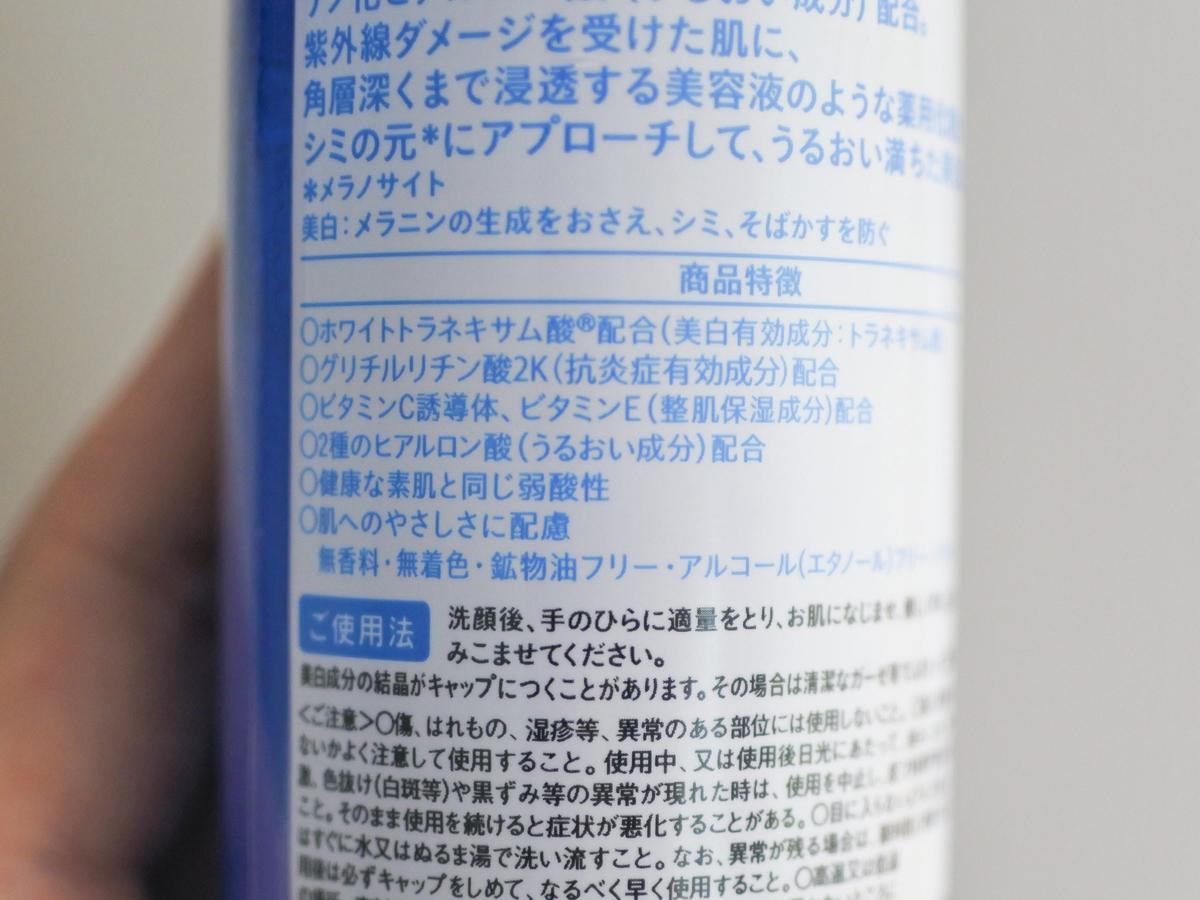 成分)配合。
紫外線ダメージを受けた肌に、
角層深くまで浸透する美容液のような薬用
シミの元*にアプローチして、うるおい満ちた
*メラノサイト
美白:メラニンの生成をおさえ、シミ、そばかすを防ぐ
商品特徴
○ホワイトトラネキサム酸®配合(美白有効成分:トラネキサム酸
○グリチルリチン酸2K(抗炎症有効成分)配合
○ビタミンC誘導体、ビタミンE(整肌保湿成分)配合
○2種のヒアルロン酸(うるおい成分)配合
○健康な素肌と同じ弱酸性
○肌へのやさしさに配慮
無香料・無着色・鉱物油フリー・アルコール(エタノール)フリー
ご使用法
洗顔後、手のひらに適量をとり、お肌になじませ、
みこませてください。
美白成分の結晶がキャップにつくことがあります。その場合は清潔なガーゼ等で
<ご注意>○傷、はれもの、湿疹等、異常のある部位には使用しないこと。
ないかよく注意して使用すること。使用中、又は使用後日光にあたって、
激、色抜け(白斑等)や黒ずみ等の異常が現れた時は、使用を中止し、
こと。そのまま使用を続けると症状が悪化することがある。○目に入
はすぐに水又はぬるま湯で洗い流すこと。なお、異常が残る場合は、
用後は必ずキャップをしめて、なるべく早く使用すること。○高温又は低温